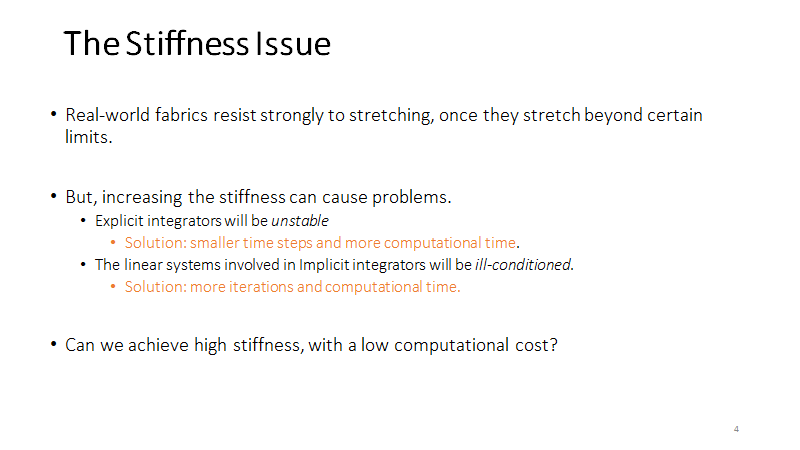 The Stiffness Issue
• Real-world fabrics resist strongly to stretching, once they stretch beyond certain
limits.
• But, increasing the stiffness can cause problems.
• Explicit integrators will be unstable
• Solution: smaller time steps and more computational time.
• The linear systems involved in Implicit integrators will be ill-conditioned.
• Solution: more iterations and computational time.
• Can we achieve high stiffness, with a low computational cost?
4